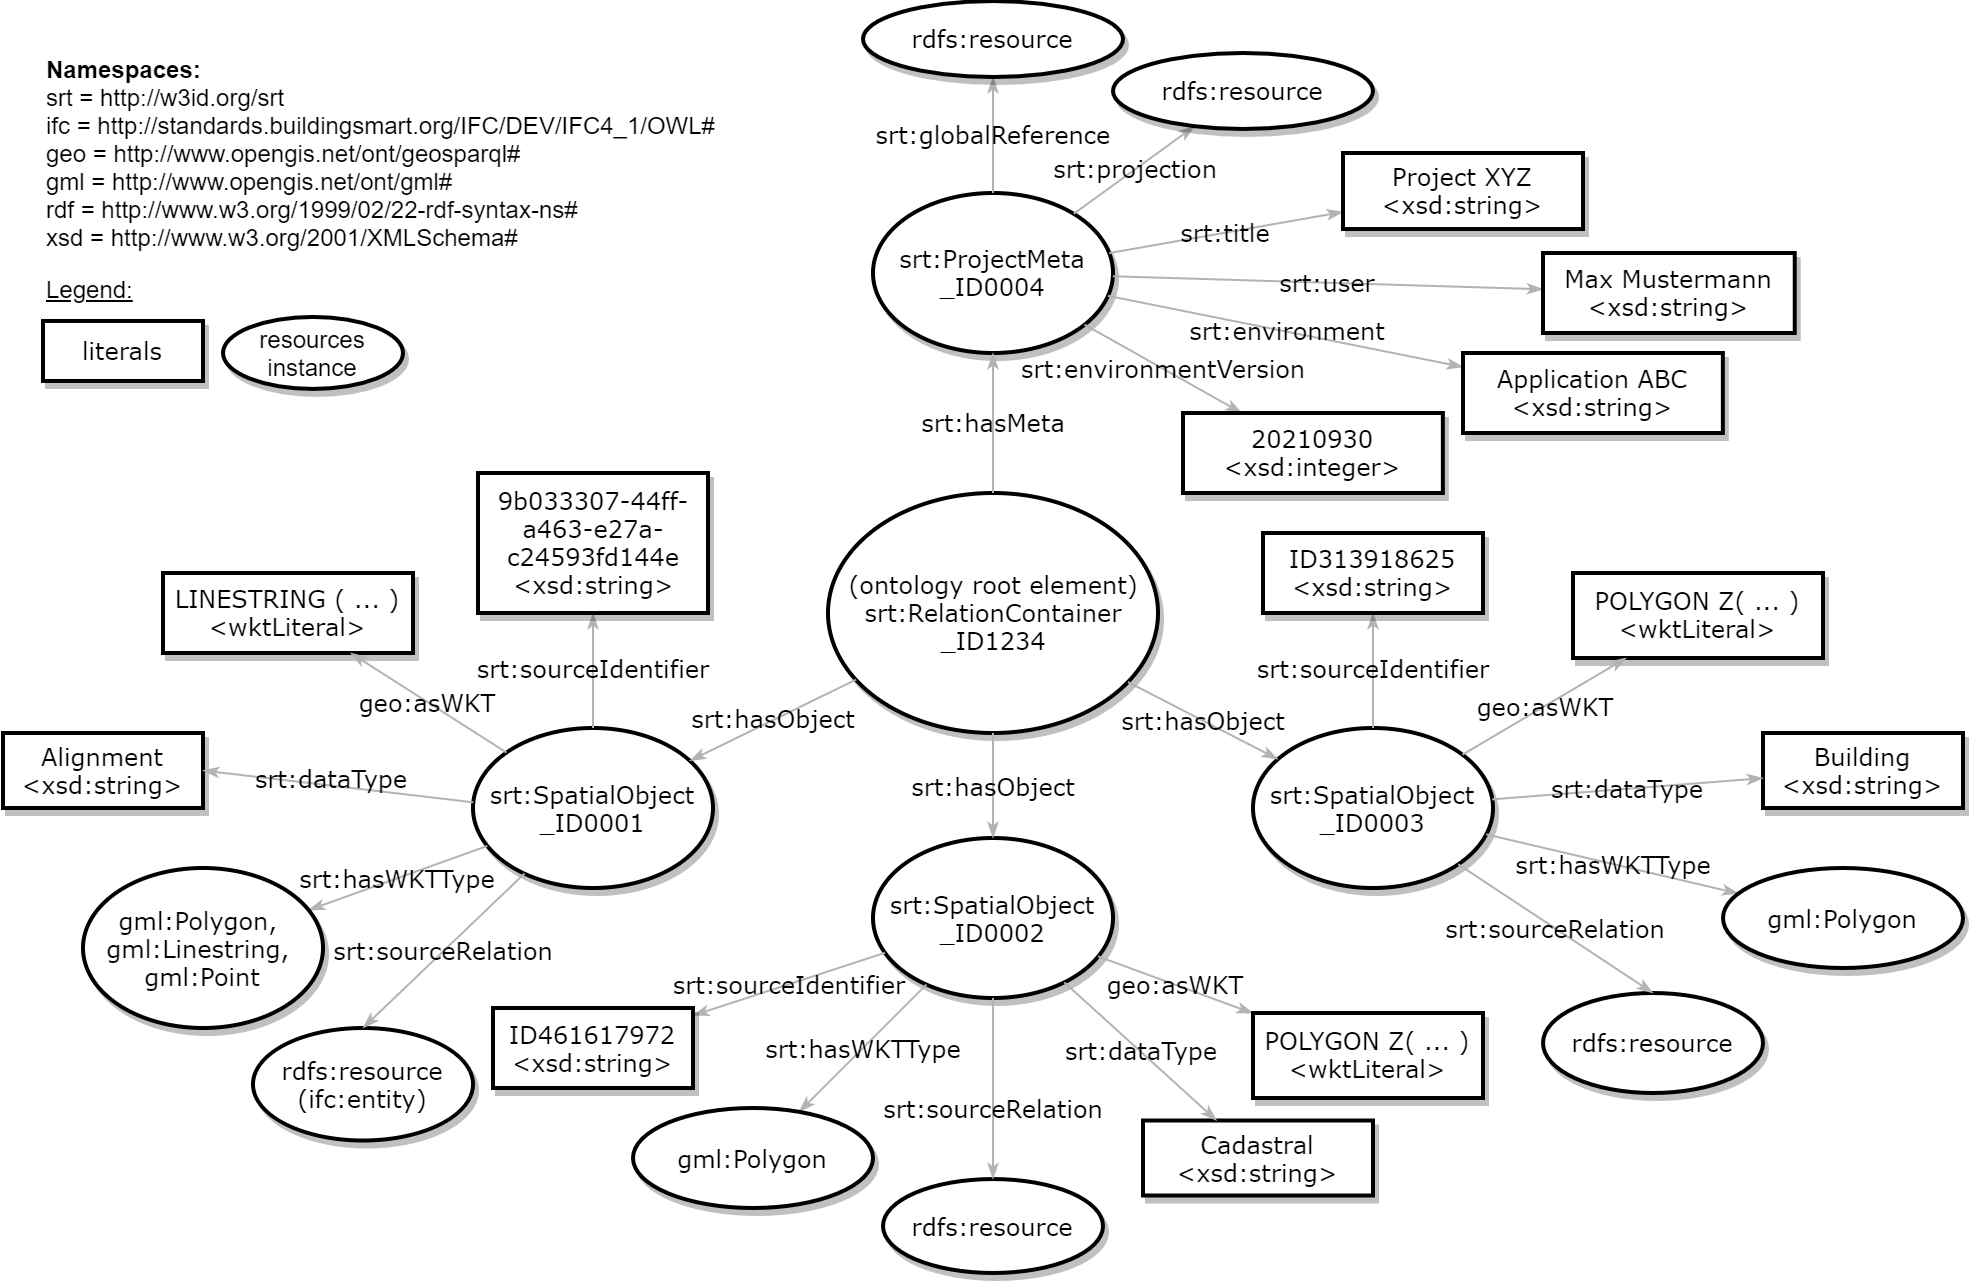 Namespaces:
srt = http://w3id.org/srt
ifc = http://standards.buildingsmart.org/IFC/DEV/IFC4_1/OWL#
geo = http://www.opengis.net/ont/geosparql#
gml = http://www.opengis.net/ont/gml#
rdf = http://www.w3.org/1999/02/22-rdf-syntax-ns#
xsd = http://www.w3.org/2001/XMLSchema#
Legend:
literals
resources
instance
rdfs:resource
rdfs:resource
srt:globalReference
srt:projection
Project XYZ
<xsd:string>
srt:title
srt:ProjectMeta
_ID0004
Max Mustermann
<xsd:string>
srt:user
srt:environment
Application ABC
<xsd:string>
srt:environmentVersion
20210930
<xsd:integer>
srt:hasMeta
(ontology root element)
srt:RelationContainer
_ID1234
9b033307-44ff-
a463-e27a-
c24593fd144e
<xsd:string>
LINESTRING ( ... )
<wktLiteral>
srt:sourceIdentifier
geo:asWKT
srt:hasObject
Alignment
<xsd:string>
srt:dataType
srt:SpatialObject
_ID0001
srt:hasWKTType
gml:Polygon,
gml:Linestring,
gml:Point
srt:sourceRelation
rdfs:resource
(ifc:entity)
srt:hasObject
srt:SpatialObject
_ID0002
srt:sourceIdentifier
ID461617972
<xsd:string>
srt:hasWKTType
gml:Polygon
srt:sourceRelation
rdfs:resource
srt:dataType
Cadastral
<xsd:string>
geo:asWKT
POLYGON Z( ... )
<wktLiteral>
ID313918625
<xsd:string>
srt:sourceIdentifier
POLYGON Z( ... )
<wktLiteral>
geo:asWKT
srt:hasObject
srt:SpatialObject
_ID0003
Building
<xsd:string>
srt:dataType
srt:hasWKTType
gml:Polygon
srt:sourceRelation
rdfs:resource